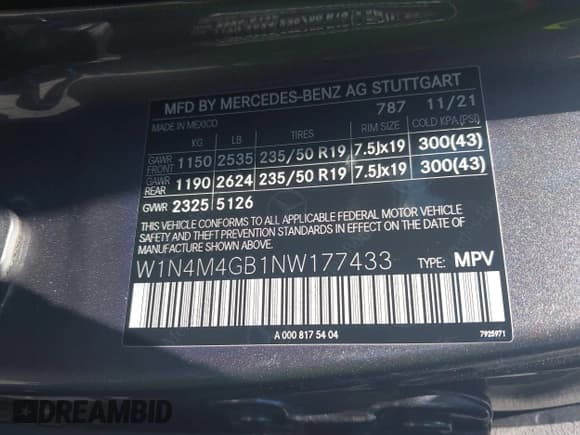 MFD BY MERCEDES-BENZ AG STUTTGART
MADE IN MEXICO 787 11/21
KG LB TIRES RIM SIZE COLD KPA(PSI)
GAWR FRONT 1150 2535 235/50 R19 7.5Jx19 300(43)
GAWR REAR 1190 2624 235/50 R19 7.5Jx19 300(43)
GVWR 2325 5126
THIS VEHICLE CONFORMS TO ALL APPLICABLE FEDERAL MOTOR VEHICLE
SAFETY AND THEFT PREVENTION STANDARDS IN EFFECT ON THE DATE OF
MANUFACTURE SHOWN ABOVE.
W1N4M4GB1NW177433 TYPE: MPV
A 000 817 54 04 7925971
DREAMBID